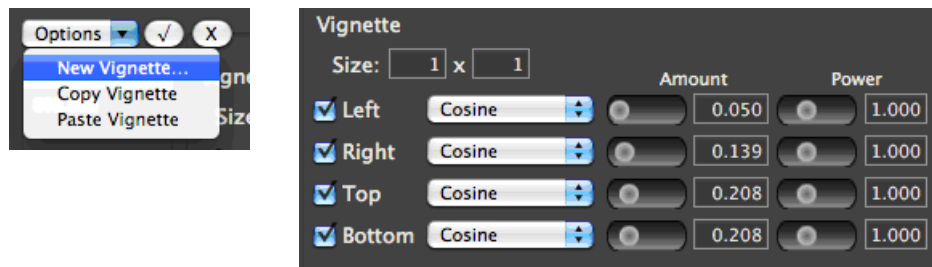 Options √ X
New Vignette...
Copy Vignette
Paste Vignette
Vignette
Size: 1 x 1
Amount Power
Left Cosine 0.050 1.000
Right Cosine 0.139 1.000
Top Cosine 0.208 1.000
Bottom Cosine 0.208 1.000